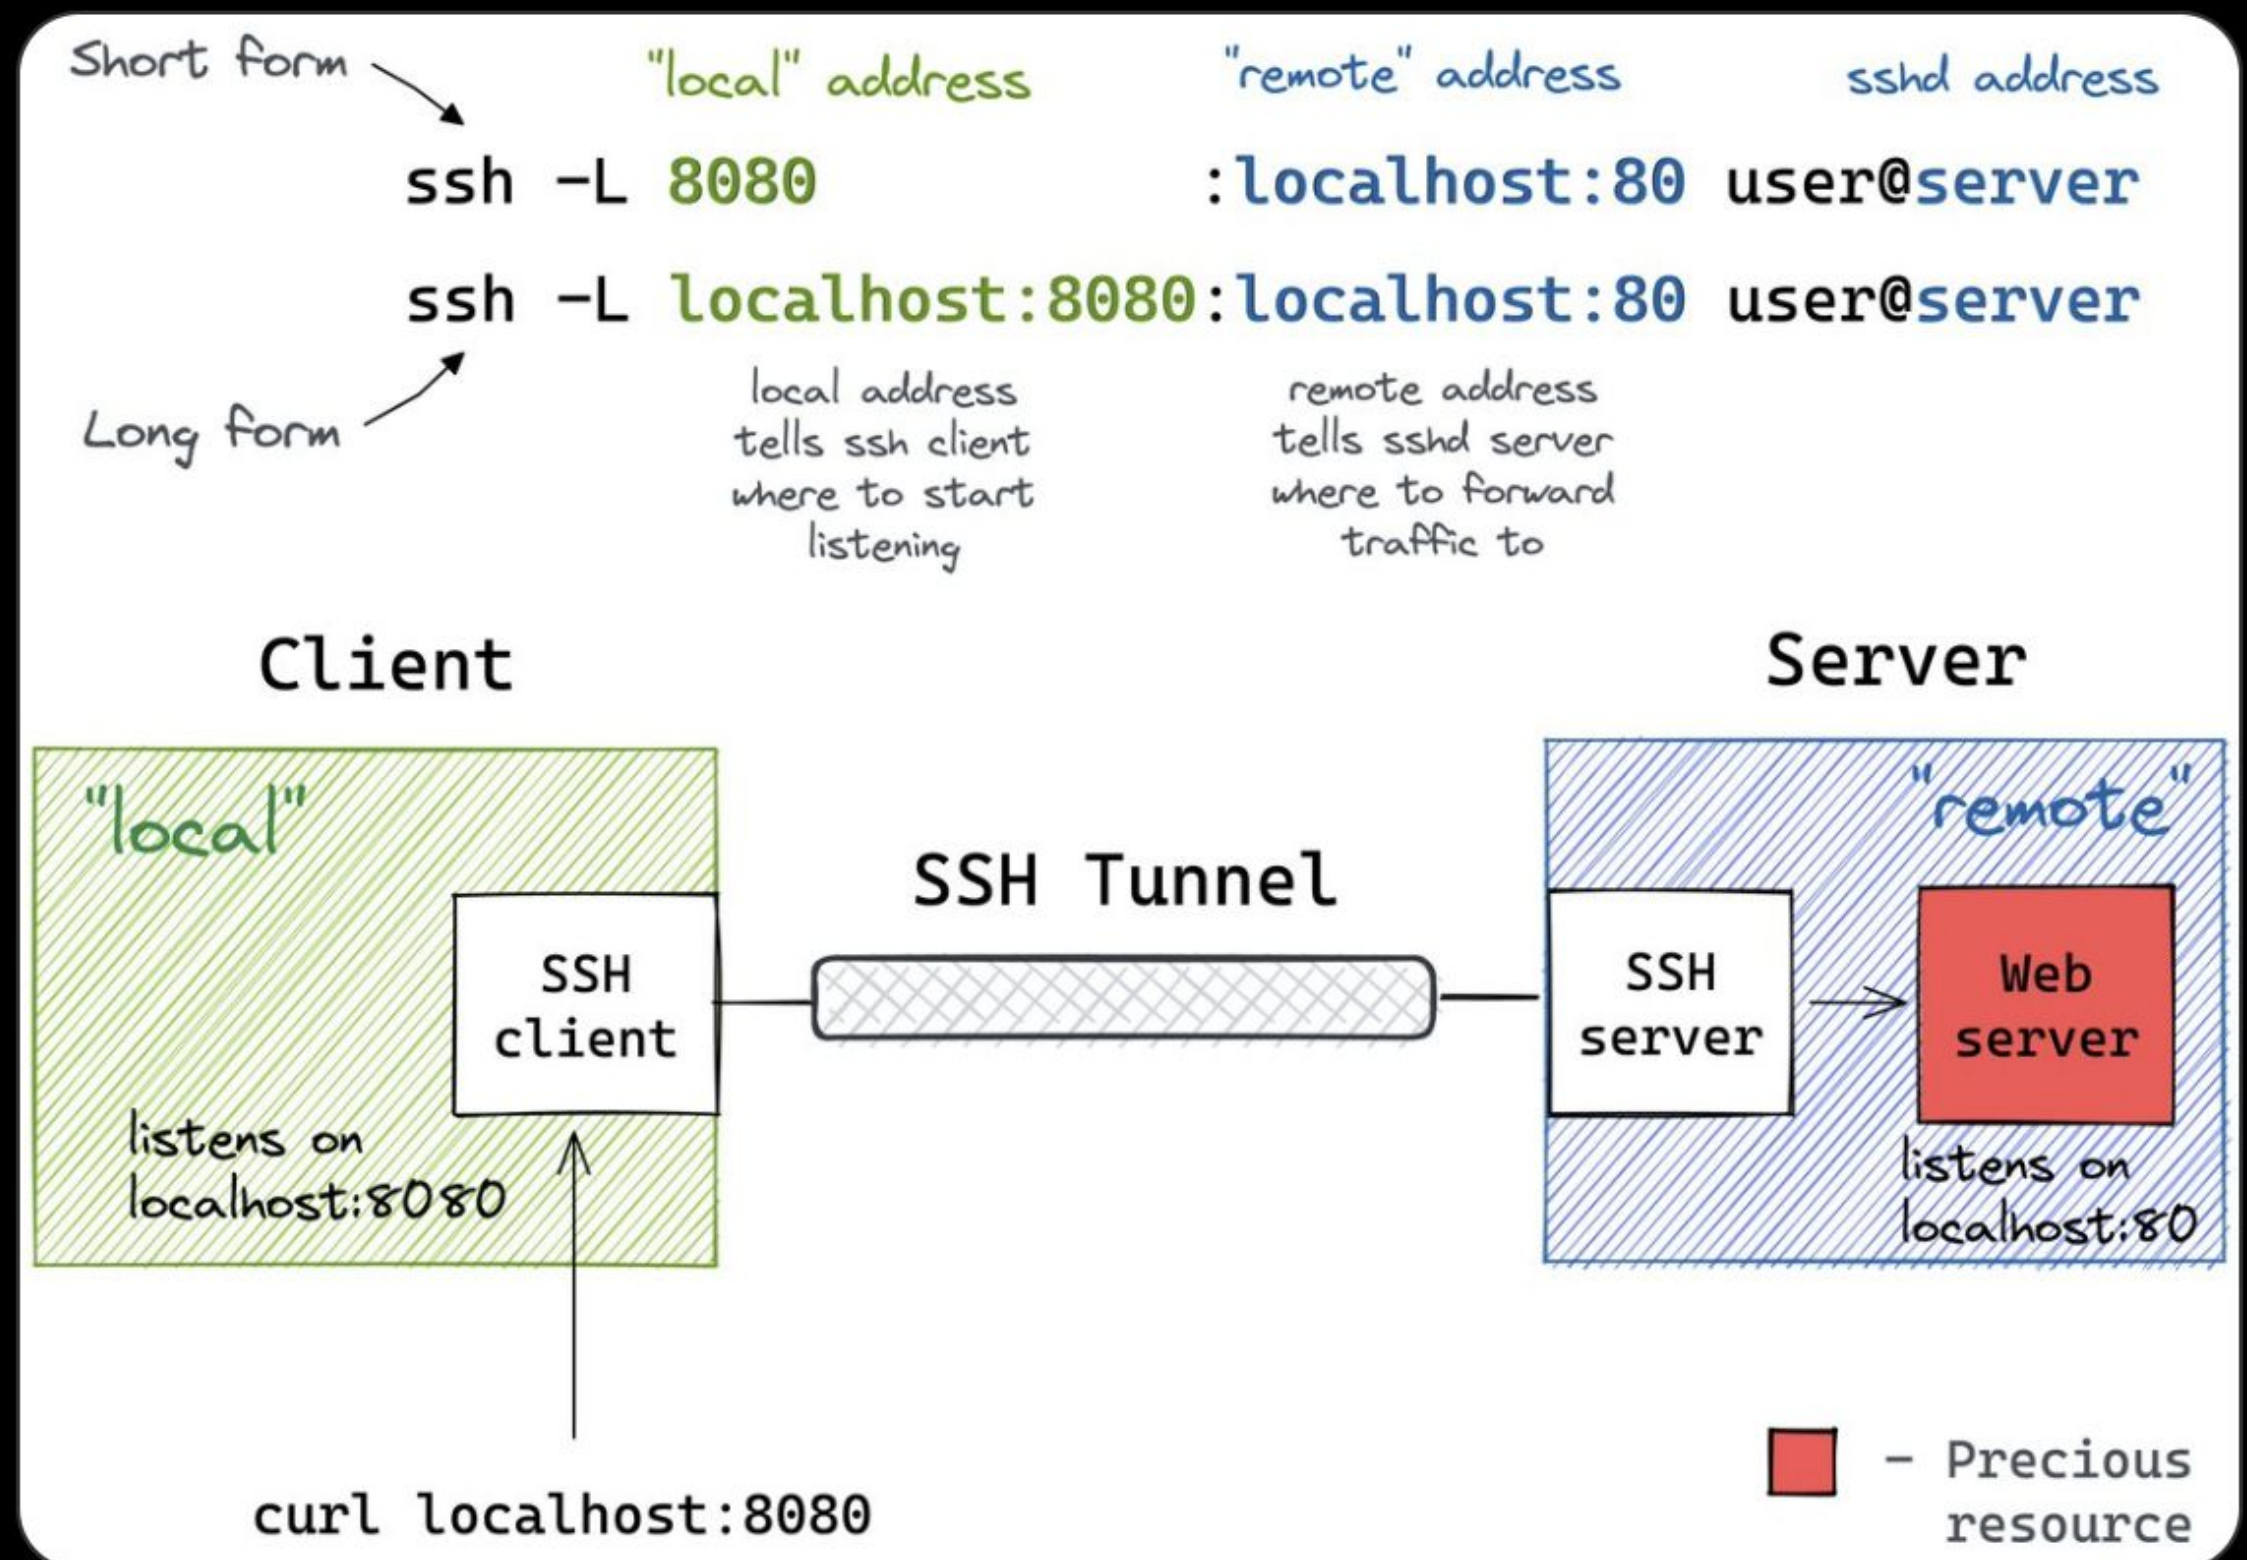 Short form
"local" address
"remote" address
sshd address
ssh -L 8080 :localhost:80 user@server
ssh -L localhost:8080:localhost:80 user@server
Long form
local address
tells ssh client
where to start
listening
remote address
tells sshd server
where to forward
traffic to
Client
Server
"local"
"remote"
SSH Tunnel
SSH
client
SSH
server
Web
server
listens on
localhost:8080
listens on
localhost:80
curl localhost:8080
- Precious
resource